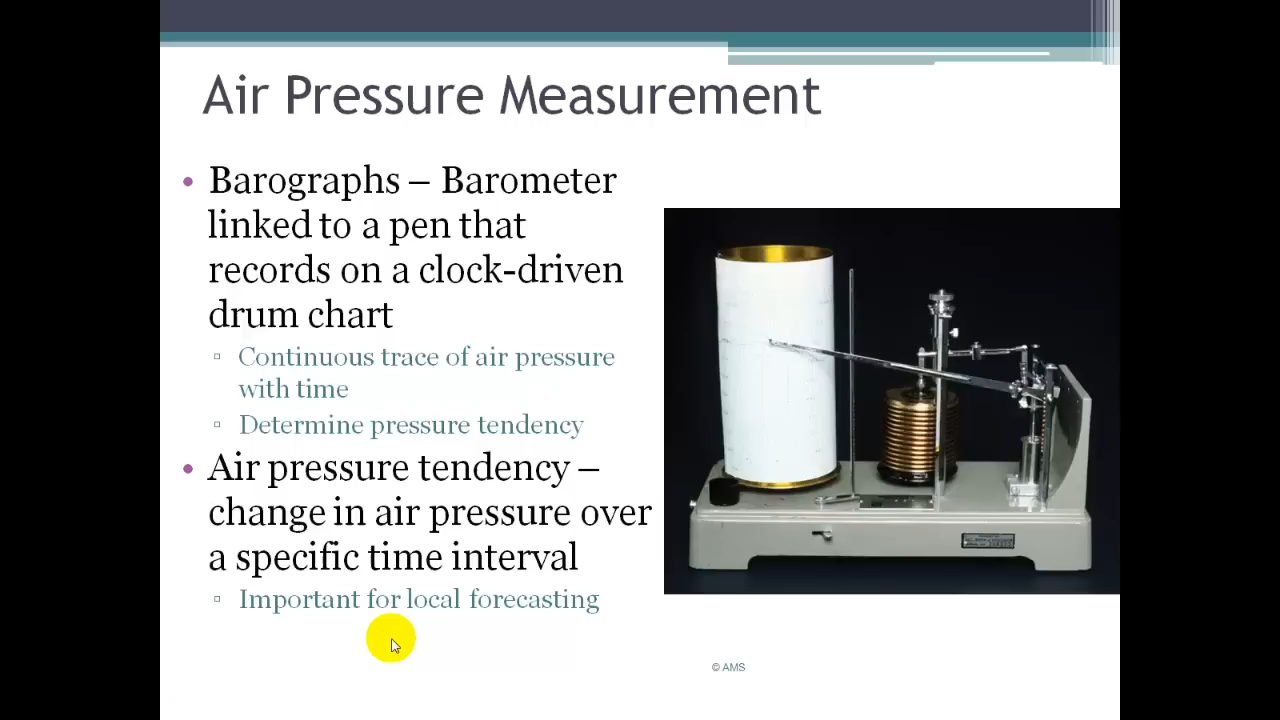 Air Pressure Measurement
• Barographs – Barometer
linked to a pen that
records on a clock-driven
drum chart
▫ Continuous trace of air pressure
with time
▫ Determine pressure tendency
• Air pressure tendency –
change in air pressure over
a specific time interval
▫ Important for local forecasting
© AMS